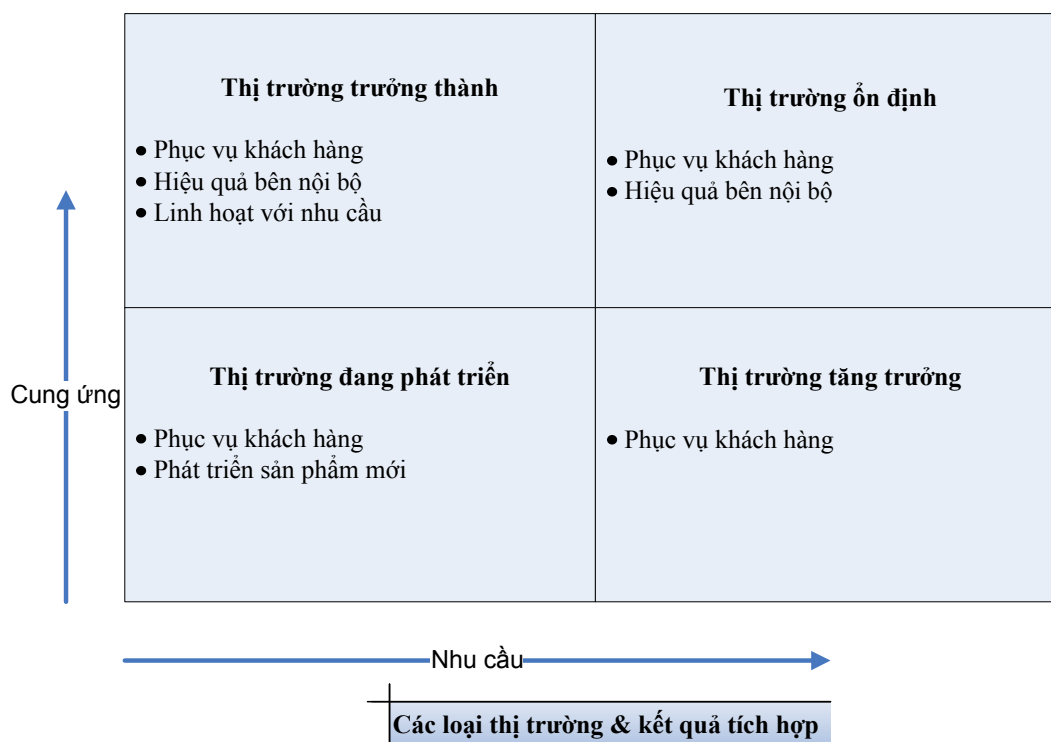 Thị trường trưởng thành
• Phục vụ khách hàng
• Hiệu quả bên nội bộ
• Linh hoạt với nhu cầu
Thị trường ổn định
• Phục vụ khách hàng
• Hiệu quả bên nội bộ
Cung ứng
Thị trường đang phát triển
• Phục vụ khách hàng
• Phát triển sản phẩm mới
Thị trường tăng trưởng
• Phục vụ khách hàng
Nhu cầu
Các loại thị trường & kết quả tích hợp